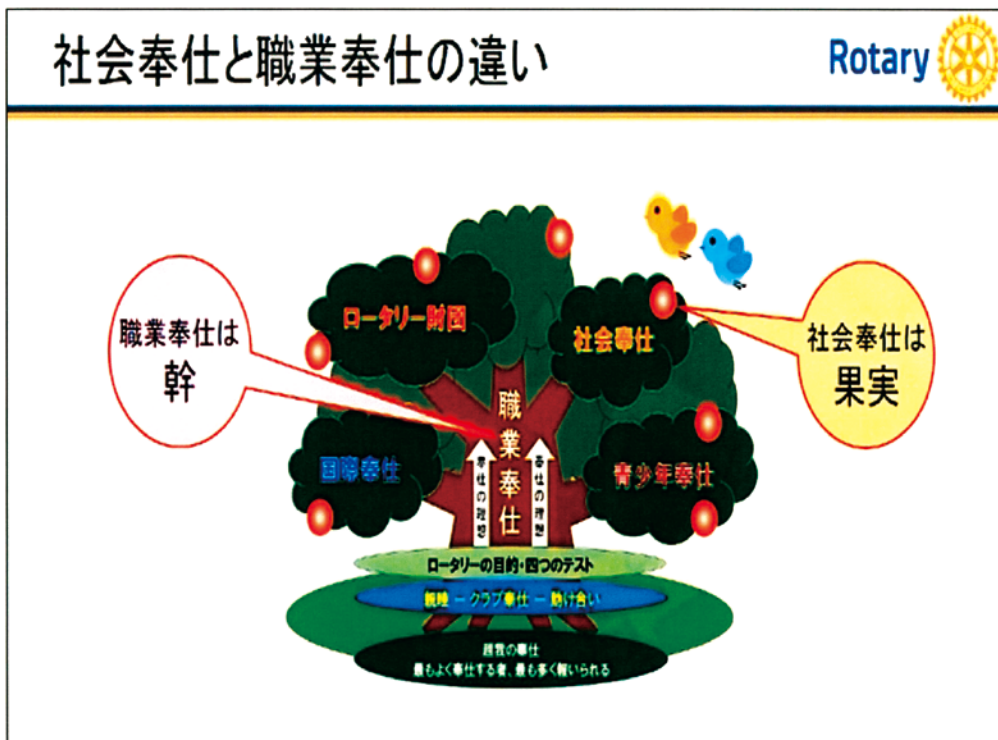 社会奉仕と職業奉仕の違い
Rotary
職業奉仕は
幹
ロータリー財団
社会奉仕
社会奉仕は
果実
職業奉仕
国際奉仕
奉仕の理想
奉仕の理想
青少年奉仕
ロータリーの目的・四つのテスト
親睦 ー クラブ奉仕 ー 助け合い
超我の奉仕
最もよく奉仕する者、最も多く報いられる